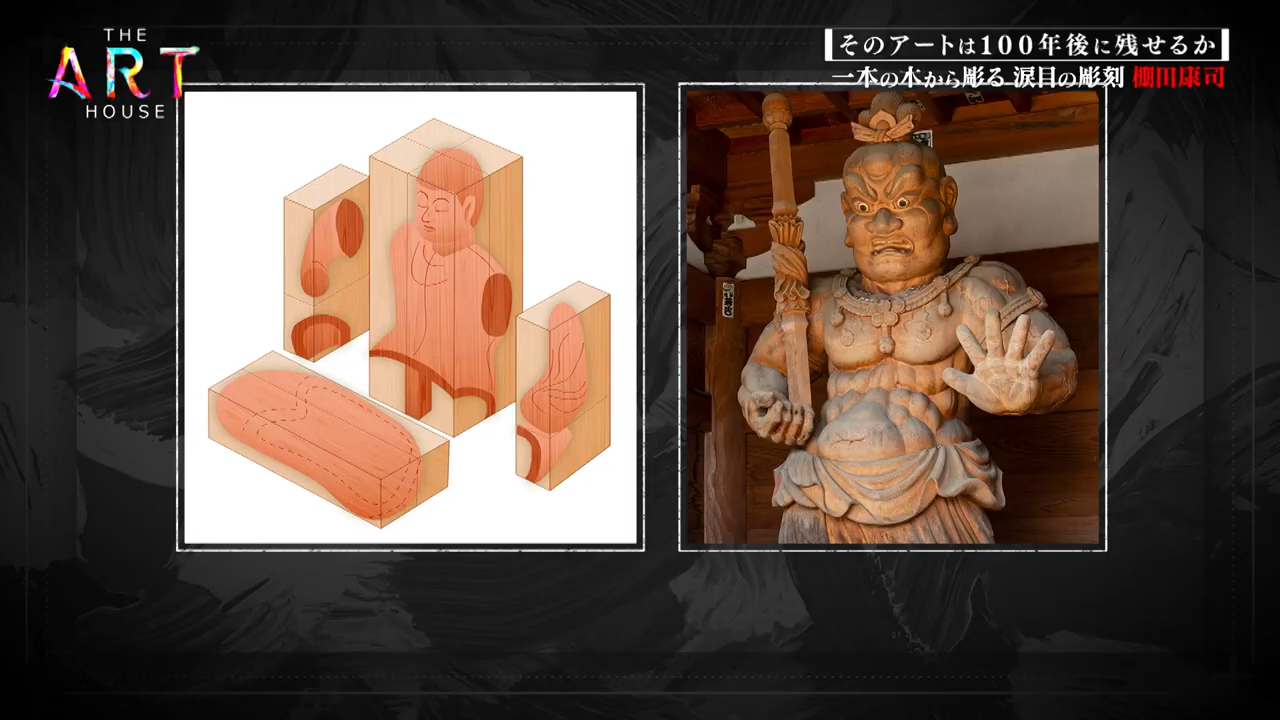 THE
ART
HOUSE
そのアートは100年後に残せるか
一本の木から彫る 涙目の彫刻 棚田康司